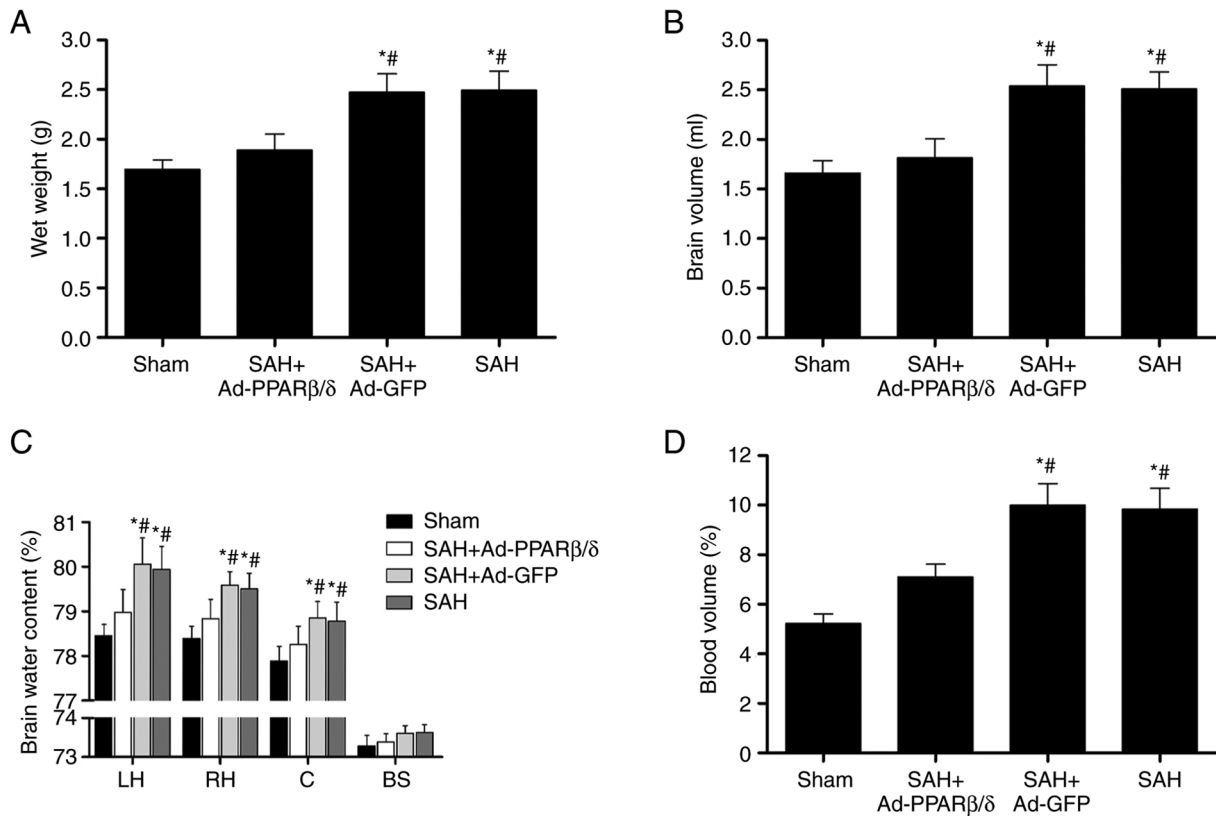 A
3.0
2.5
2.0
1.5
1.0
0.5
0.0
Wet weight (g)
*#
*#
Sham
SAH+
Ad-PPARβ/δ
SAH+
Ad-GFP
SAH
B
3.0
2.5
2.0
1.5
1.0
0.5
0.0
Brain volume (ml)
*#
*#
Sham
SAH+
Ad-PPARβ/δ
SAH+
Ad-GFP
SAH
C
81
80
79
78
77
74
73
Brain water content (%)
*# *#
*# *#
*# *#
LH
RH
C
BS
Sham
SAH+Ad-PPARβ/δ
SAH+Ad-GFP
SAH
D
12
10
8
6
4
2
0
Blood volume (%)
*#
*#
Sham
SAH+
Ad-PPARβ/δ
SAH+
Ad-GFP
SAH